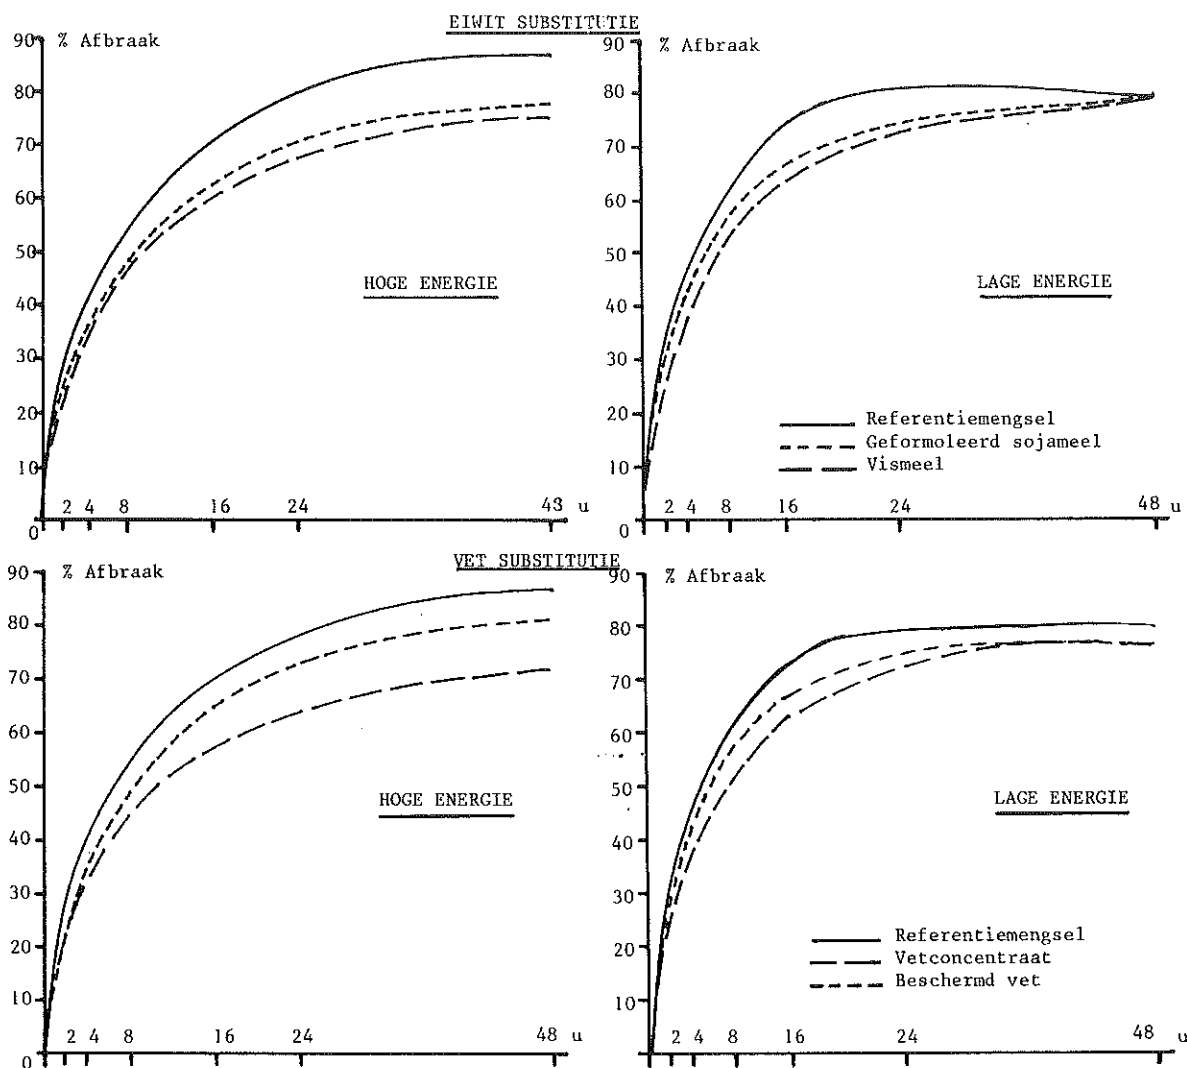 EIWIT SUBSTITUTIE
% Afbraak
90
80
70
60
50
40
30
20
10
0
2 4 8 16 24 43 u
HOGE ENERGIE
% Afbraak
90
80
70
60
50
40
30
20
10
0
2 4 8 16 24 48 u
LAGE ENERGIE
Referentiemengsel
Geformoleerd sojameel
Vismeel
VET SUBSTITUTIE
% Afbraak
90
80
70
60
50
40
30
20
10
0
2 4 8 16 24 48 u
HOGE ENERGIE
% Afbraak
90
80
70
60
50
40
30
20
10
2 4 8 16 24 48 u
LAGE ENERGIE
Referentiemengsel
Vetconcentraat
Beschermd vet